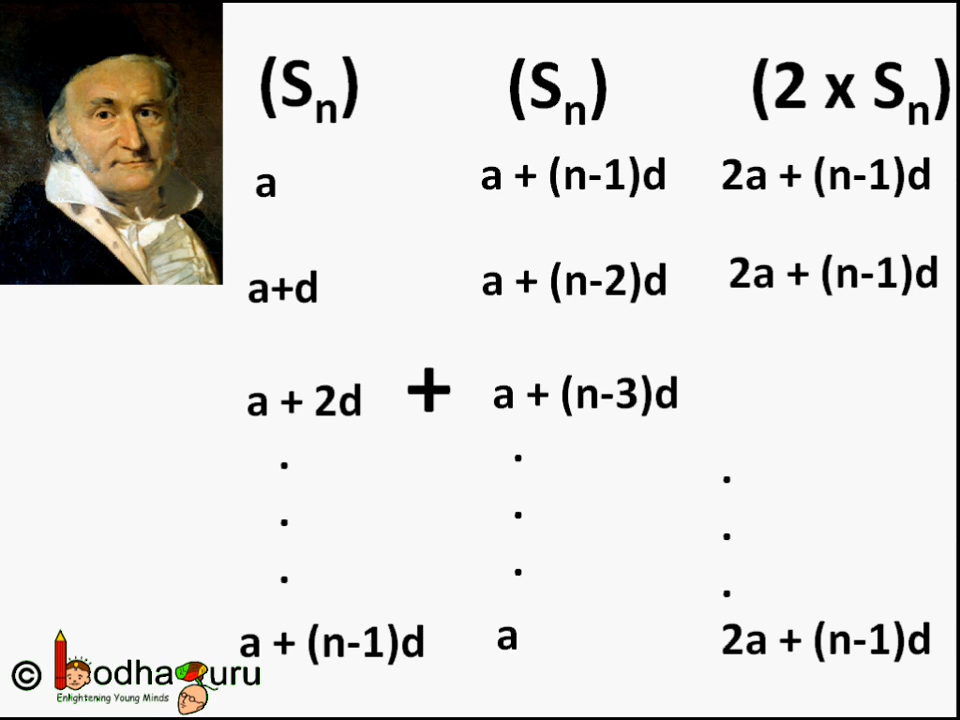 (Sₙ) (Sₙ) (2 x Sₙ)
a a + (n-1)d 2a + (n-1)d
a+d a + (n-2)d 2a + (n-1)d
a + 2d + a + (n-3)d
. . .
. . .
. . .
a + (n-1)d a 2a + (n-1)d
© bodhaguru
Enlightening Young Minds